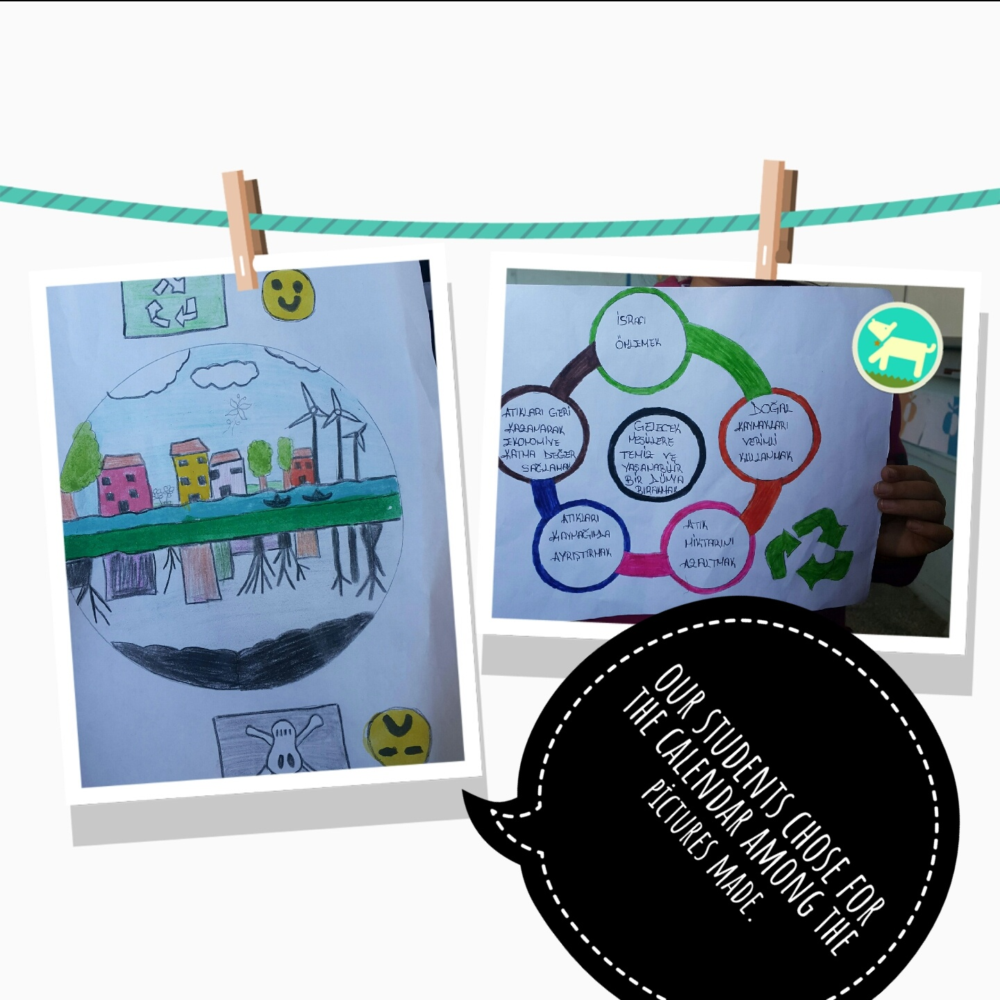 İSRAFI
ÖNLEMEK
DOĞAL
KAYNAKLARI
VERİMLİ
KULLANMAK
ATIK
MİKTARINI
AZALTMAK
ATIKLARI
KAYNAĞINDA
AYRIŞTIRMAK
ATIKLARI GERİ
KAZANARAK
EKONOMİYE
KATMA DEĞER
SAĞLAMAK
GELECEK
NESİLLERE
TEMİZ VE
YAŞANABİLİR
BİR DÜNYA
BIRAKMAK
OUR STUDENTS CHOSE FOR
THE CALENDAR AMONG THE
PİCTURES MADE.